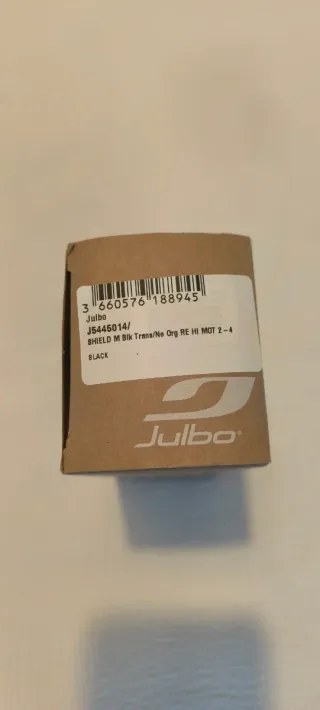 3 660576 188945
Julbo
J5445014/
SHIELD M Blk Trans/Ne Org RE HI MOT 2 - 4
BLACK
Julbo